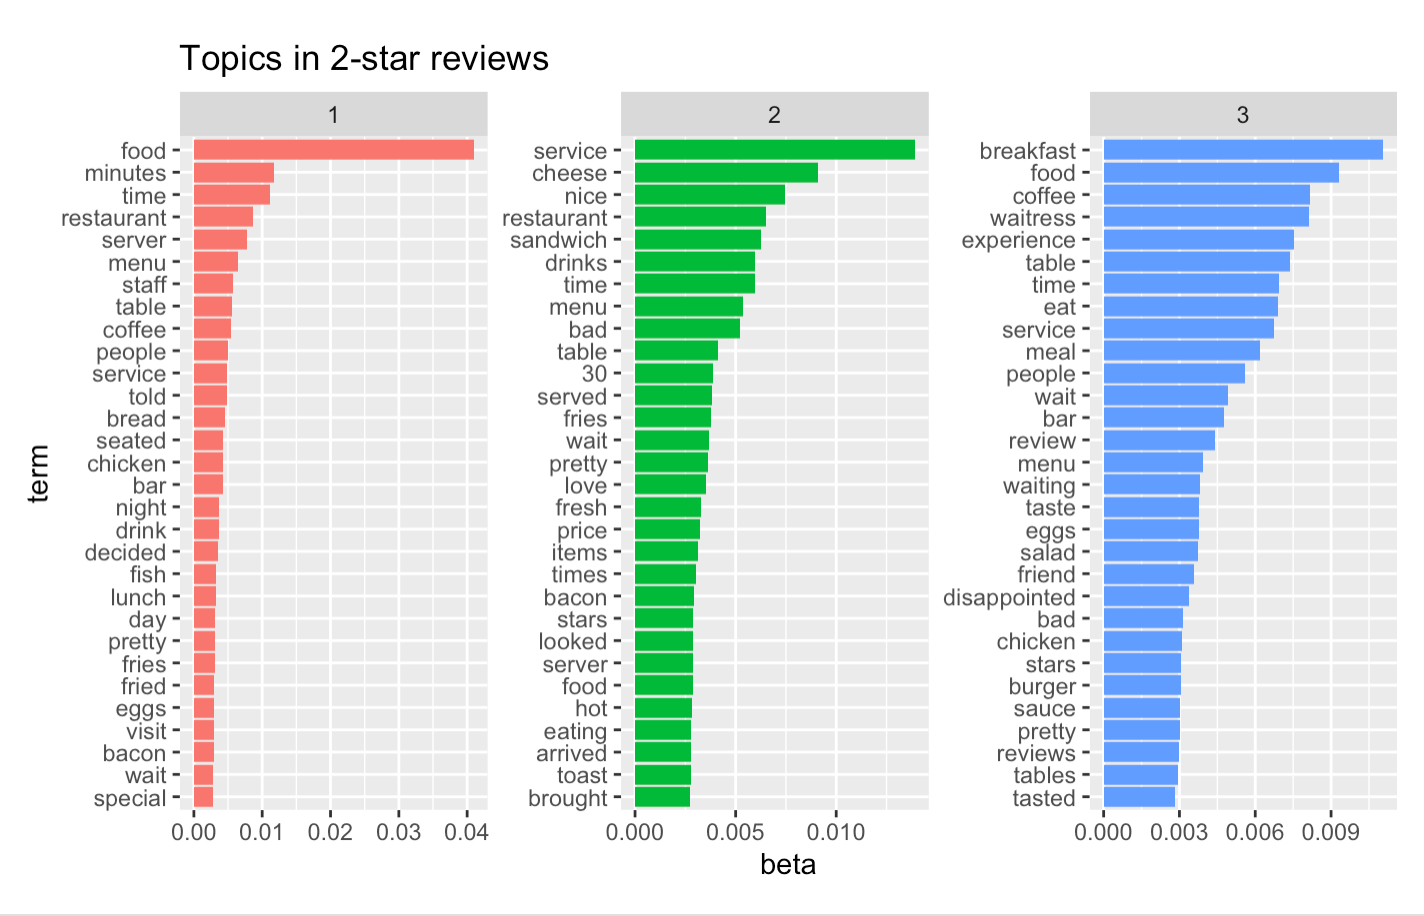 Topics in 2-star reviews
1
food
minutes
time
restaurant
server
menu
staff
table
coffee
people
service
told
bread
seated
chicken
bar
night
drink
decided
fish
lunch
day
pretty
fries
fried
eggs
visit
bacon
wait
special
0.00 0.01 0.02 0.03 0.04
2
service
cheese
nice
restaurant
sandwich
drinks
time
menu
bad
table
30
served
fries
wait
pretty
love
fresh
price
items
times
bacon
stars
looked
server
food
hot
eating
arrived
toast
brought
0.000 0.005 0.010
3
breakfast
food
coffee
waitress
experience
table
time
eat
service
meal
people
wait
bar
review
menu
waiting
taste
eggs
salad
friend
disappointed
bad
chicken
stars
burger
sauce
pretty
reviews
tables
tasted
0.000 0.003 0.006 0.009
term
beta